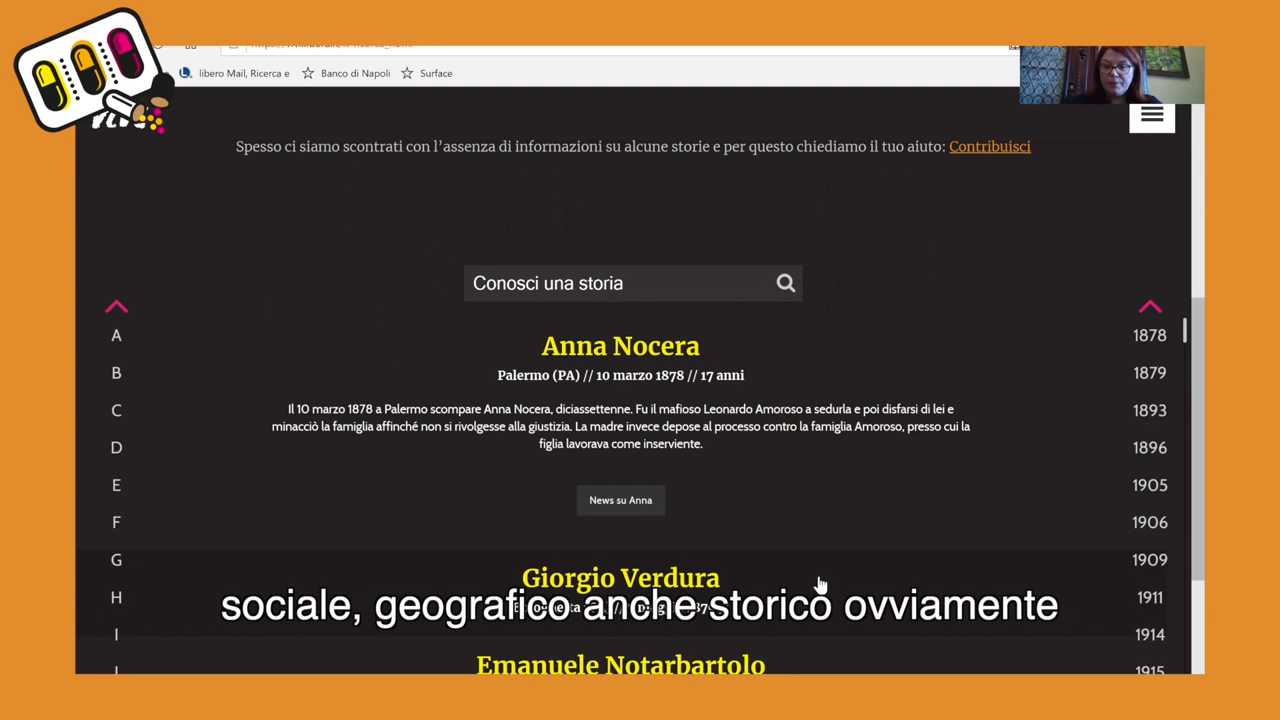 libero Mail, Ricerca e
Banco di Napoli
Surface
Spesso ci siamo scontrati con l'assenza di informazioni su alcune storie e per questo chiediamo il tuo aiuto: Contribuisci
Conosci una storia
Anna Nocera
Palermo (PA) // 10 marzo 1878 // 17 anni
Il 10 marzo 1878 a Palermo scompare Anna Nocera, diciassettenne. Fu il mafioso Leonardo Amoroso a sedurla e poi disfarsi di lei e
minacciò la famiglia affinché non si rivolgesse alla giustizia. La madre invece depose al processo contro la famiglia Amoroso, presso cui la
figlia lavorava come inserviente.
News su Anna
Giorgio Verdura
sociale, geografico anche storico ovviamente
Emanuele Notarbartolo
A
B
C
D
E
F
G
H
I
1878
1879
1893
1896
1905
1906
1909
1911
1914
1915